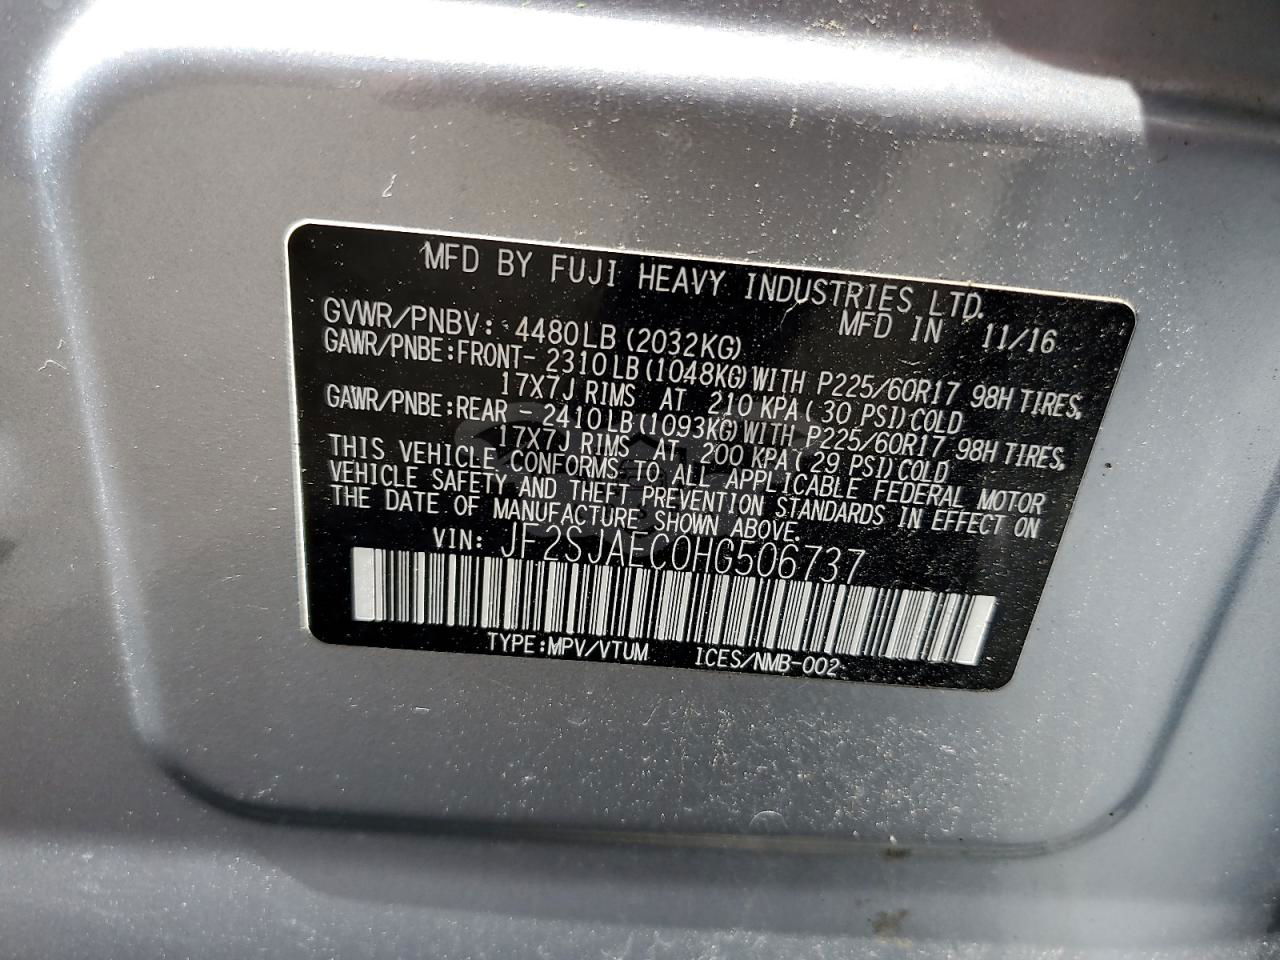 MFD BY FUJI HEAVY INDUSTRIES LTD.
MFD IN 11/16
GVWR/PNBV: 4480LB (2032KG)
GAWR/PNBE:FRONT- 2310LB(1048KG)WITH P225/60R17 98H TIRES,
17X7J RIMS AT 210 KPA( 30 PSI)COLD
GAWR/PNBE:REAR - 2410LB(1093KG)WITH P225/60R17 98H TIRES,
17X7J RIMS AT 200 KPA( 29 PSI)COLD
THIS VEHICLE CONFORMS TO ALL APPLICABLE FEDERAL MOTOR
VEHICLE SAFETY AND THEFT PREVENTION STANDARDS IN EFFECT ON
THE DATE OF MANUFACTURE SHOWN ABOVE.
VIN: JF2SJAEC0HG506737
TYPE:MPV/VTUM ICES/NMB-002